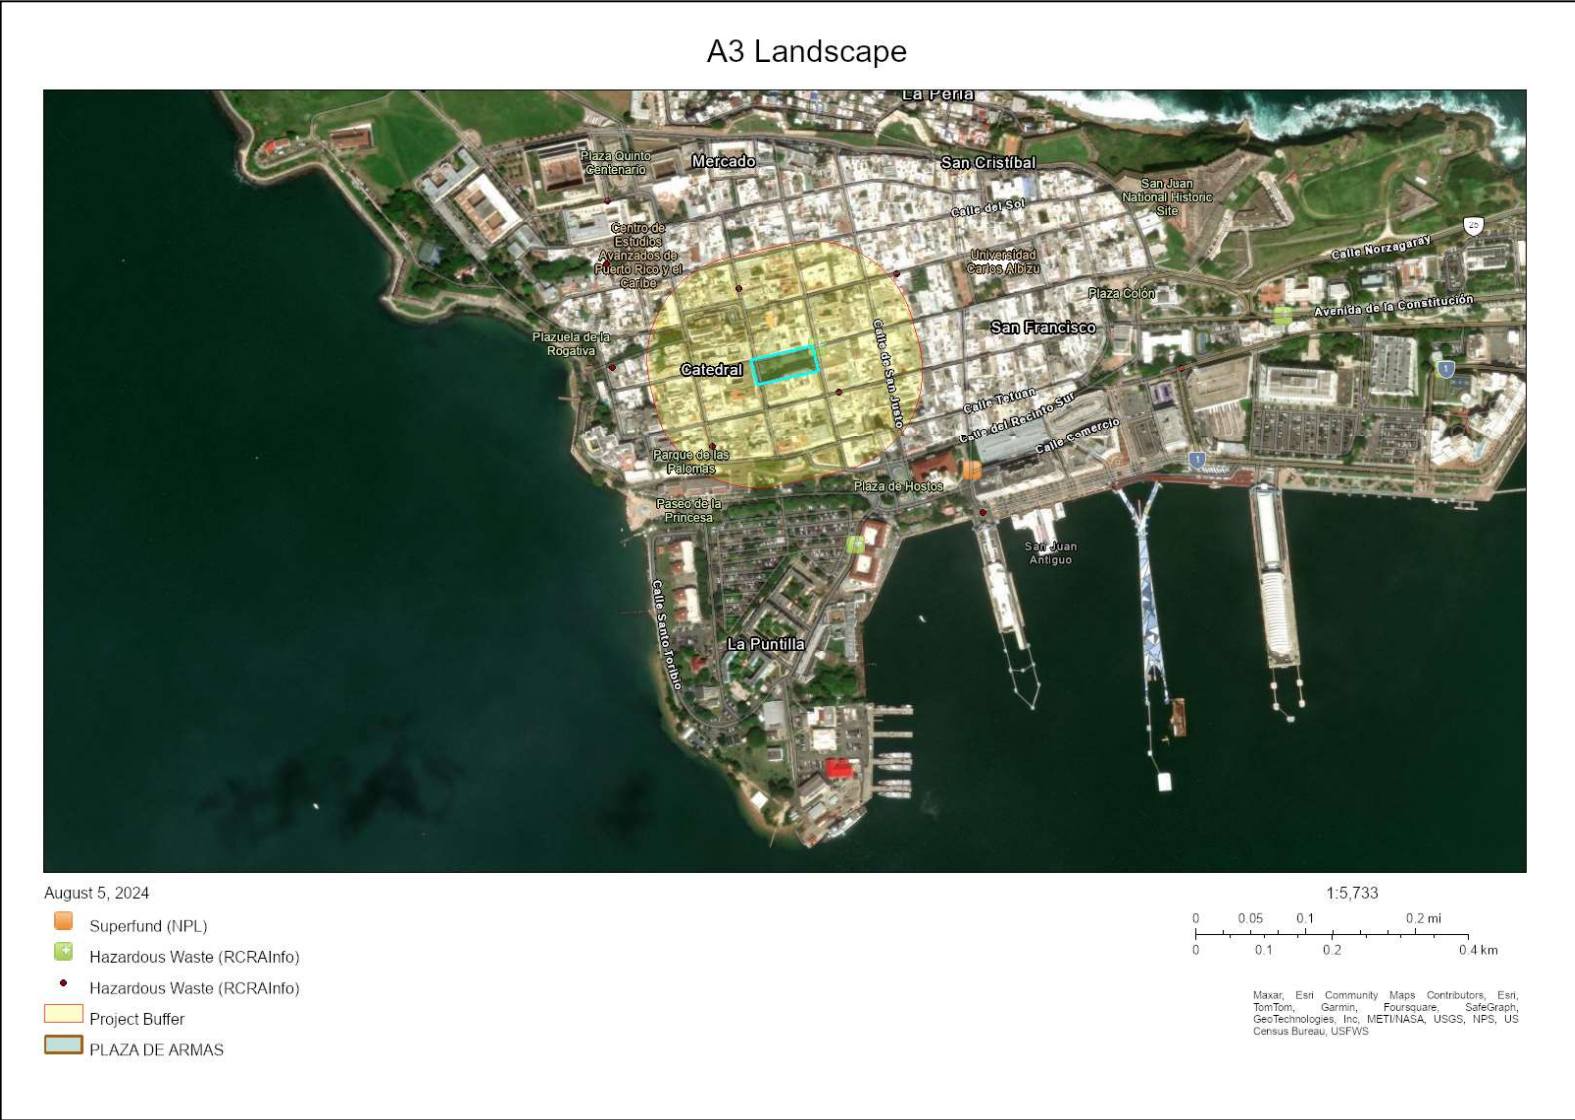 A3 Landscape
La Perla
Plaza Quinto
Centenario
Mercado
San Cristíbal
San Juan
National Historic
Site
Calle del Sol
Centro de
Estudios
Avanzados de
Puerto Rico y el
Caribe
Universidad
Carlos Albizu
25
Calle Norzagaray
Plaza Colón
Avenida de la Constitución
Plazuela de la
Rogativa
San Francisco
Catedral
Calle de San Justo
1
Calle Tetuan
Calle del Recinto Sur
Calle Comercio
Parque de las
Palomas
1
Plaza de Hostos
Paseo de la
Princesa
San Juan
Antiguo
Calle Santo Toribio
La Puntilla
August 5, 2024
Superfund (NPL)
Hazardous Waste (RCRAInfo)
Hazardous Waste (RCRAInfo)
Project Buffer
PLAZA DE ARMAS
1:5,733
0 0.05 0.1 0.2 mi
0 0.1 0.2 0.4 km
Maxar, Esri Community Maps Contributors, Esri,
TomTom, Garmin, Foursquare, SafeGraph,
GeoTechnologies, Inc, METI/NASA, USGS, NPS, US
Census Bureau, USFWS